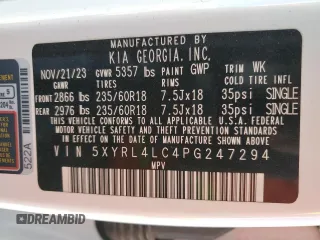 MFD. BY
KIA GEORGIA, INC.
NOV/21/23 GVWR 5357 lbs PAINT GWP TRIM WK
GAWR TIRES RIMS COLD TIRE INFL
FRONT 2866 lbs 235/60R18 7.5Jx18 35psi SINGLE
REAR 2976 lbs 235/60R18 7.5Jx18 35psi SINGLE
THIS VEHICLE CONFORMS TO ALL APPLICABLE U.S.A. FEDERAL
MOTOR VEHICLE SAFETY, BUMPER, AND THEFT
PREVENTION STANDARDS IN EFFECT ON THE DATE OF
MANUFACTURE SHOWN ABOVE.
VIN 5XYRL4LC4PG247294
MPV
522A